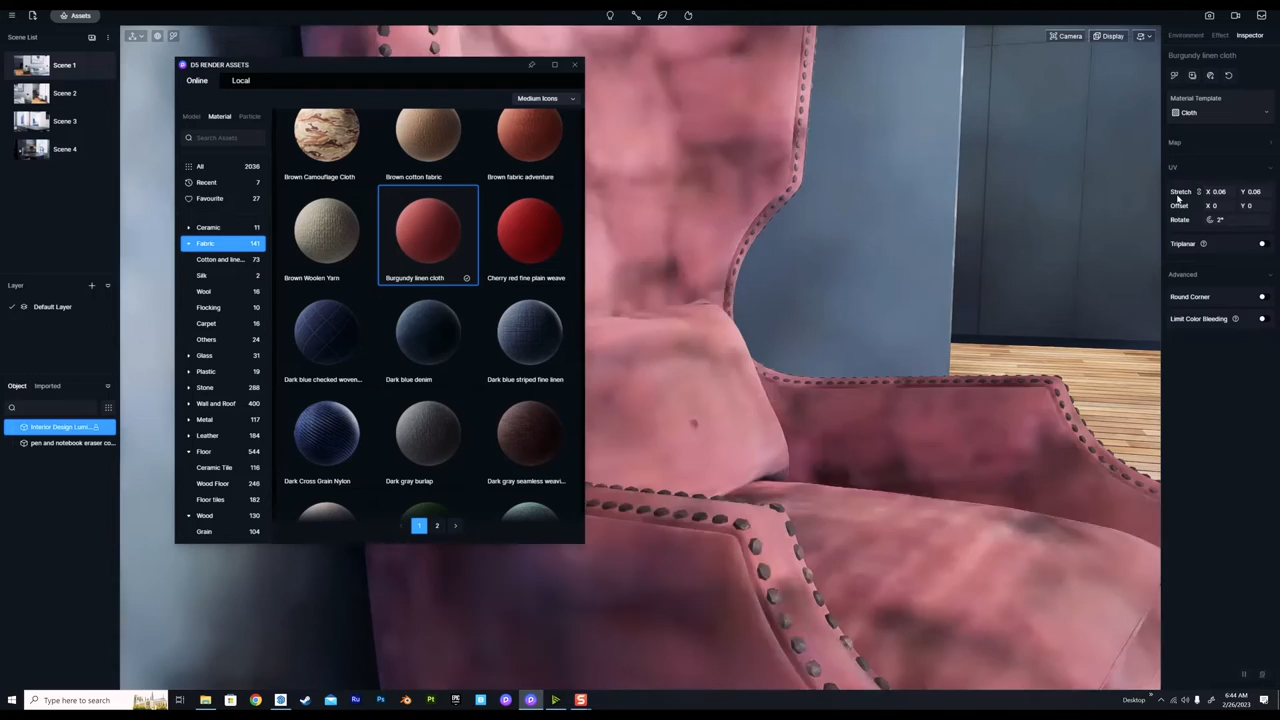 Assets
Scene List
Scene 1
Scene 2
Scene 3
Scene 4
Layer
Default Layer
Object
Imported
Interior Design Lumi...
pen and notebook eraser co...
D5 RENDER ASSETS
Online
Local
Medium Icons
Model
Material
Particle
Search Assets
All 2036
Recent 7
Favourite 27
Ceramic 11
Fabric 141
Cotton and line... 73
Silk 2
Wool 16
Flocking 10
Carpet 16
Others 24
Glass 31
Plastic 19
Stone 288
Wall and Roof 400
Metal 117
Leather 184
Floor 544
Ceramic Tile 116
Wood Floor 246
Floor tiles 182
Wood 130
Grain 104
Brown Camouflage Cloth
Brown cotton fabric
Brown fabric adventure
Brown Woolen Yarn
Burgundy linen cloth
Cherry red fine plain weave
Dark blue checked woven...
Dark blue denim
Dark blue striped fine linen
Dark Cross Grain Nylon
Dark gray burlap
Dark gray seamless weavi...
1 2
Camera
Display
Environment
Effect
Inspector
Burgundy linen cloth
Material Template
Cloth
Map
UV
Stretch X 0.06 Y 0.06
Offset X 0 Y 0
Rotate 2°
Triplanar
Advanced
Round Corner
Limit Color Bleeding
Type here to search
Ru
Ps
Pt
EPIC
S
Desktop
6:44 AM
2/26/2023